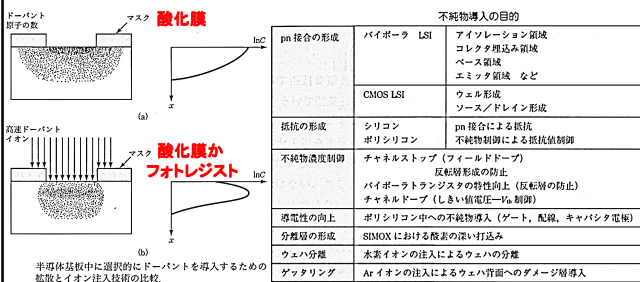 ドーパント
原子の数
マスク
酸化膜
lnC
x
(a)
高速ドーパント
イオン
マスク
酸化膜か
フォトレジスト
lnC
x
(b)
半導体基板中に選択的にドーパントを導入するための
拡散とイオン注入技術の比較.
不純物導入の目的
pn 接合の形成 バイポーラ LSI アイソレーション領域
コレクタ埋込み領域
ベース領域
エミッタ領域 など
CMOS LSI ウェル形成
ソース/ドレイン形成
抵抗の形成 シリコン pn 接合による抵抗
ポリシリコン 不純物制御による抵抗値制御
不純物濃度制御 チャネルストップ (フィールドドープ)
反転層形成の防止
バイポーラトランジスタの特性向上 (反転層の防止)
チャネルドープ (しきい値電圧―Vth 制御)
導電性の向上 ポリシリコン中への不純物導入 (ゲート, 配線, キャパシタ電極)
分離層の形成 SIMOX における酸素の深い打込み
ウェハ分離 水素イオンの注入によるウェハの分離
ゲッタリング Ar イオンの注入によるウェハ背面へのダメージ層導入